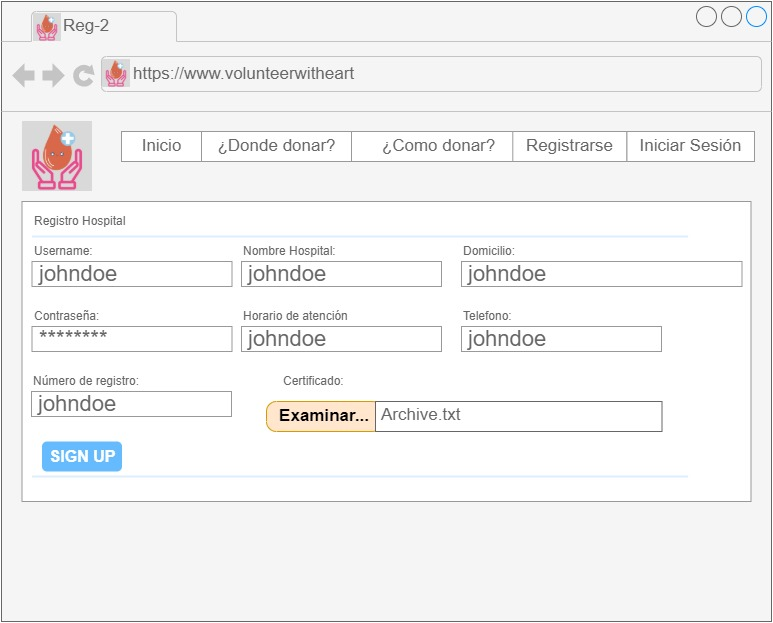 Reg-2
https://www.volunteerwitheart
Inicio ¿Donde donar? ¿Como donar? Registrarse Iniciar Sesión
Registro Hospital
Username: Nombre Hospital: Domicilio:
johndoe johndoe johndoe
Contraseña: Horario de atención Telefono:
******** johndoe johndoe
Número de registro: Certificado:
johndoe Examinar... Archive.txt
SIGN UP